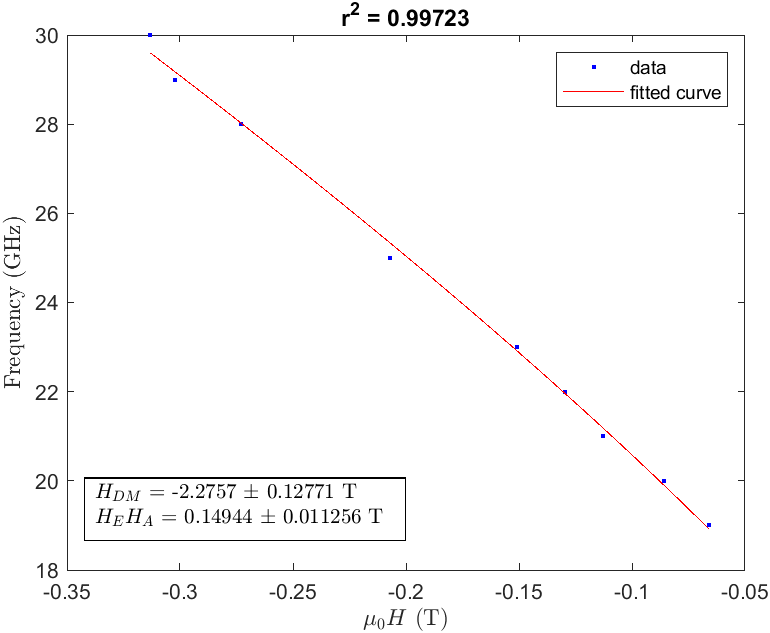 r² = 0.99723
30
28
26
24
22
20
18
Frequency (GHz)
data
fitted curve
H_DM = -2.2757 ± 0.12771 T
H_EH_A = 0.14944 ± 0.011256 T
-0.35 -0.3 -0.25 -0.2 -0.15 -0.1 -0.05
μ₀H (T)